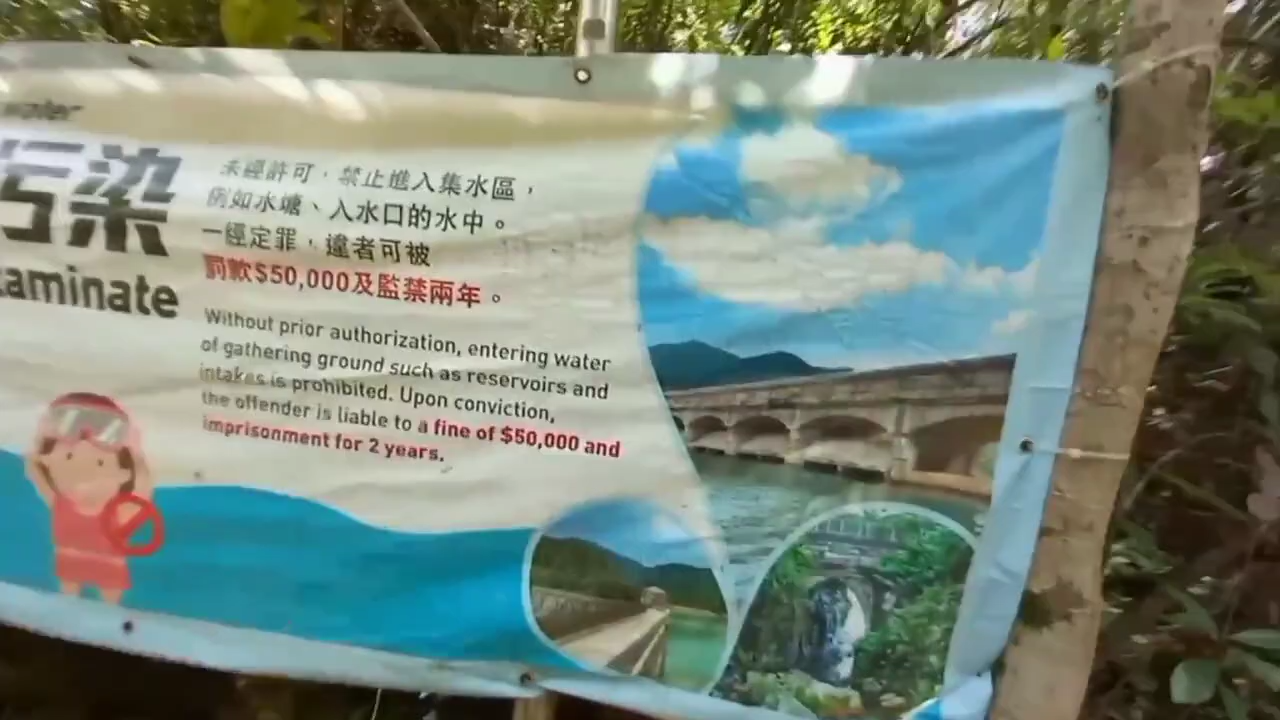 water
污染
taminate
未經許可，禁止進入集水區，
例如水塘、入水口的水中。
一經定罪，違者可被
罰款$50,000及監禁兩年。
Without prior authorization, entering water
of gathering ground such as reservoirs and
intakes is prohibited. Upon conviction,
the offender is liable to a fine of $50,000 and
imprisonment for 2 years.